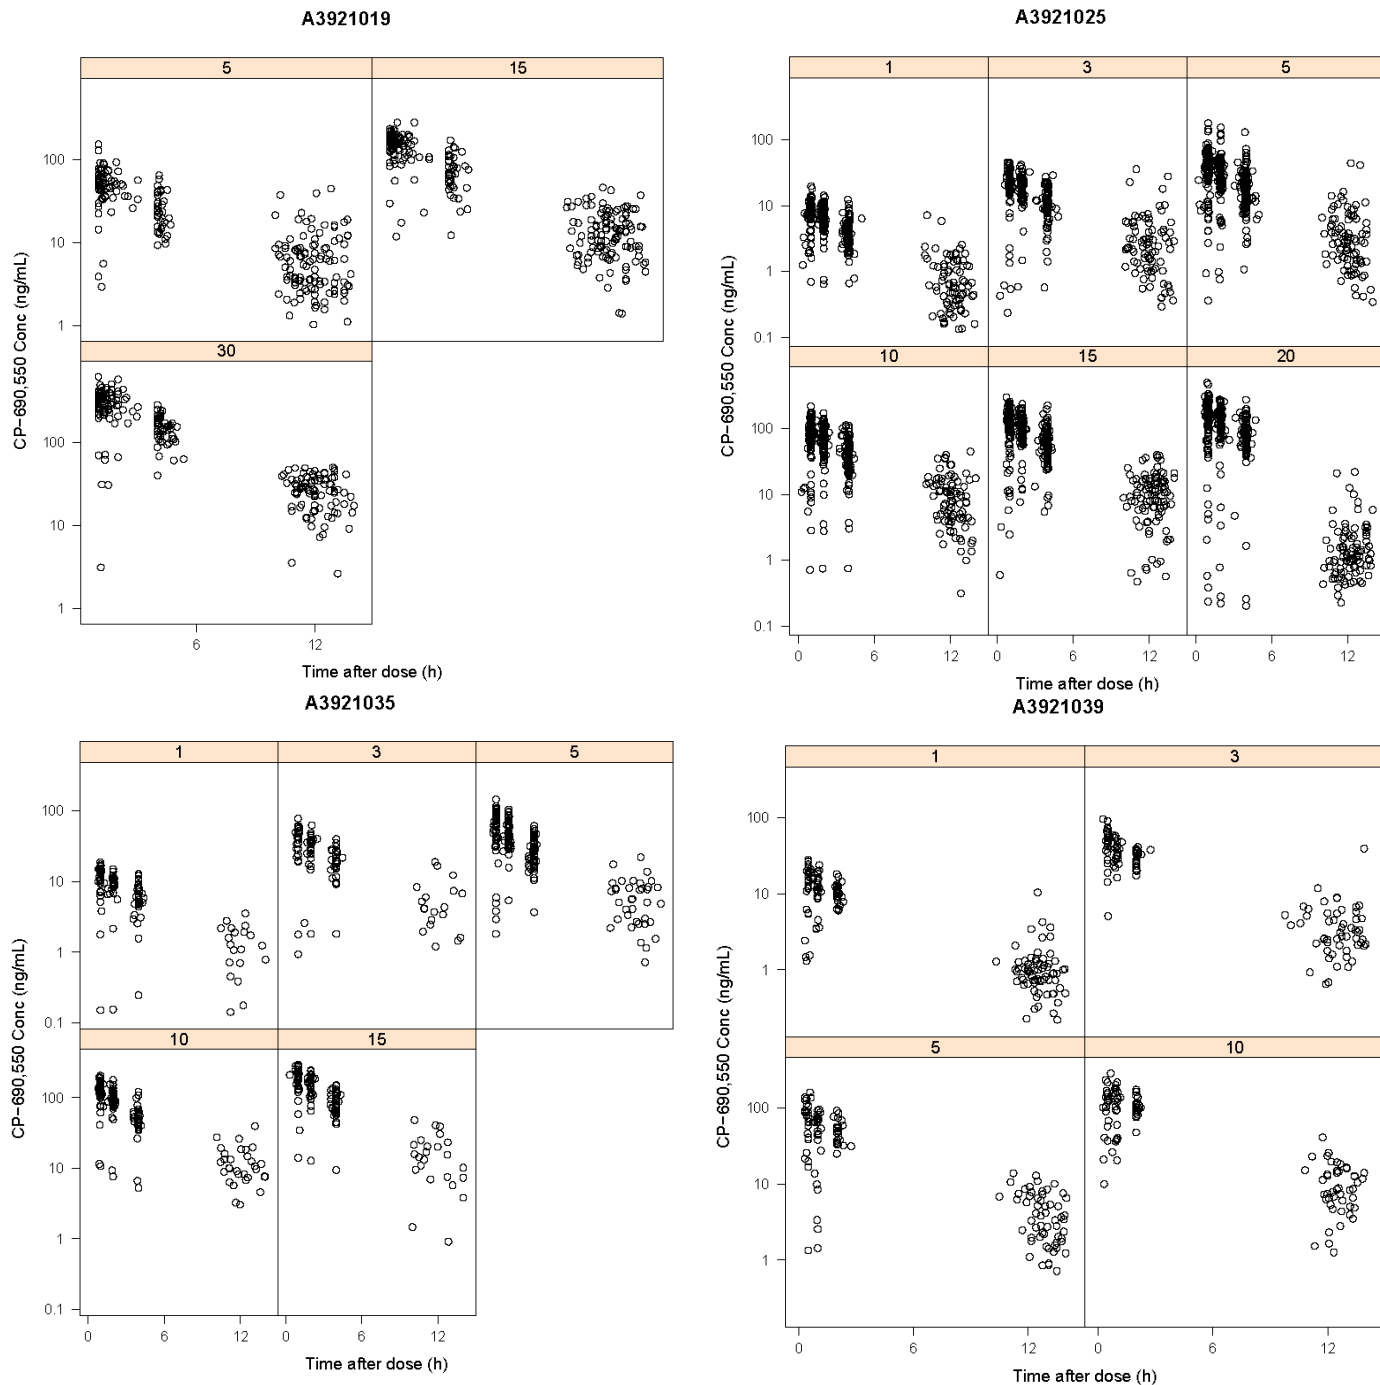 A3921019
5 15
100
10
1
30
100
10
1
6 12
CP-690,550 Conc (ng/mL)
Time after dose (h)
A3921025
1 3 5
100
10
1
0.1
10 15 20
100
10
1
0.1
0 6 12 0 6 12 0 6 12
CP-690,550 Conc (ng/mL)
Time after dose (h)
A3921035
1 3 5
100
10
1
0.1
10 15
100
10
1
0.1
0 6 12 0 6 12
CP-690,550 Conc (ng/mL)
Time after dose (h)
A3921039
1 3
100
10
1
5 10
100
10
1
0 6 12 0 6 12
CP-690,550 Conc (ng/mL)
Time after dose (h)